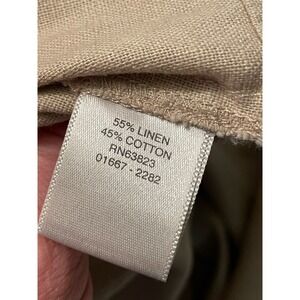 55% LINEN
45% COTTON
RN63823
01667 - 2282